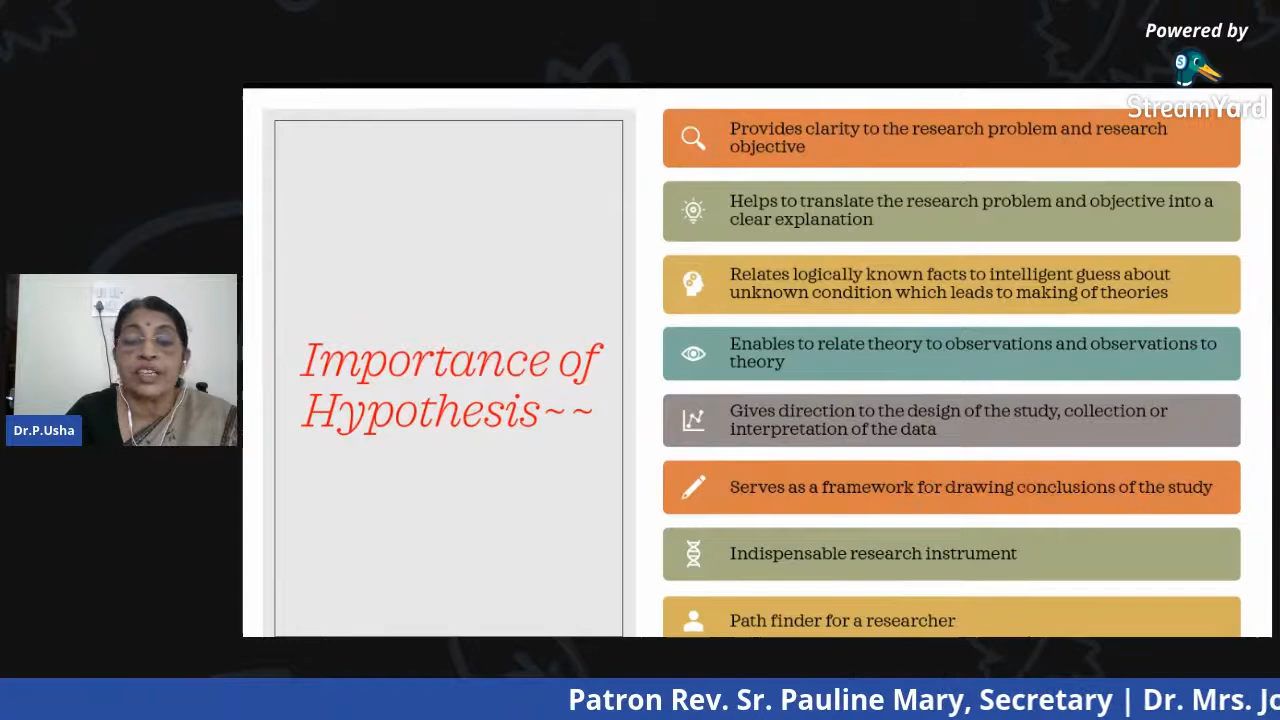 Powered by
StreamYard
Provides clarity to the research problem and research
objective
Helps to translate the research problem and objective into a
clear explanation
Relates logically known facts to intelligent guess about
unknown condition which leads to making of theories
Enables to relate theory to observations and observations to
theory
Importance of
Hypothesis~~
Gives direction to the design of the study, collection or
interpretation of the data
Serves as a framework for drawing conclusions of the study
Indispensable research instrument
Path finder for a researcher
Dr.P.Usha
Patron Rev. Sr. Pauline Mary, Secretary | Dr. Mrs. Jo